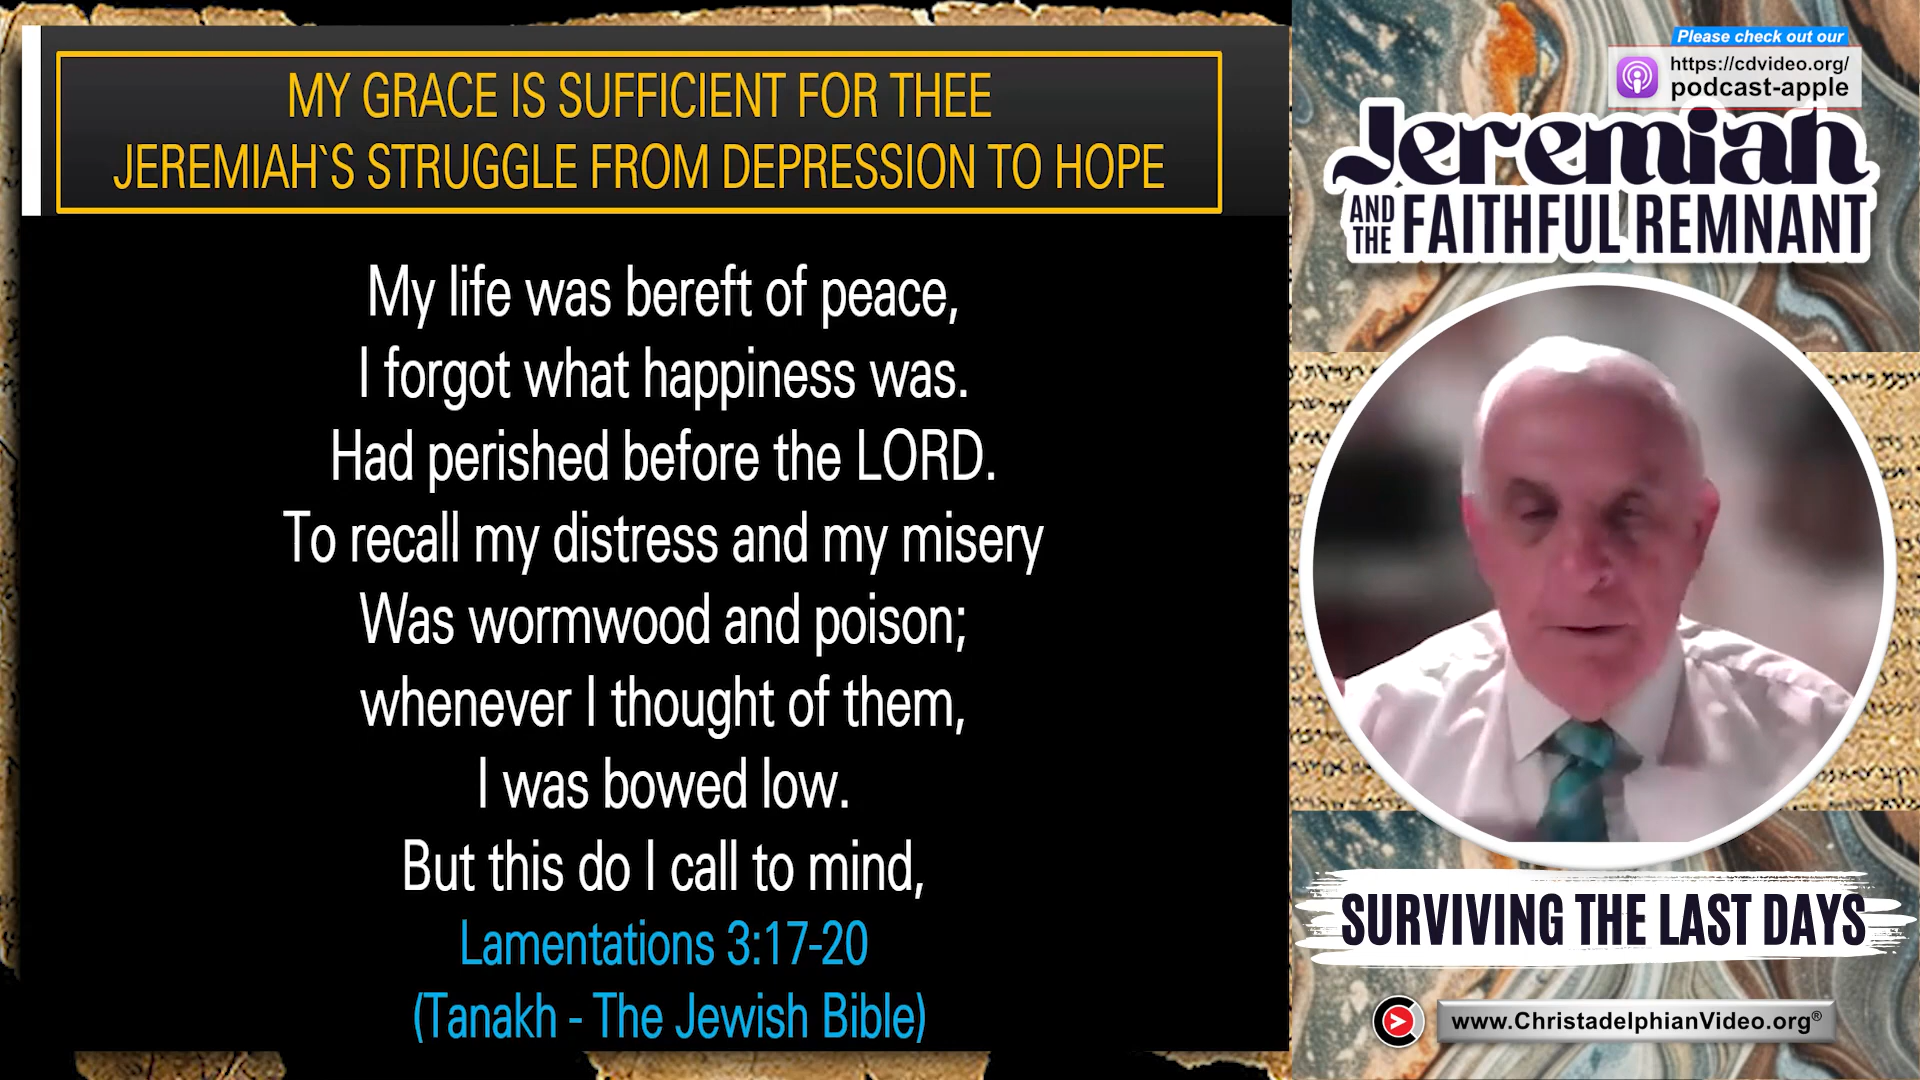 MY GRACE IS SUFFICIENT FOR THEE
JEREMIAH`S STRUGGLE FROM DEPRESSION TO HOPE
My life was bereft of peace,
I forgot what happiness was.
Had perished before the LORD.
To recall my distress and my misery
Was wormwood and poison;
whenever I thought of them,
I was bowed low.
But this do I call to mind,
Lamentations 3:17-20
(Tanakh - The Jewish Bible)
Please check out our
https://cdvideo.org/
podcast-apple
Jeremiah
AND THE FAITHFUL REMNANT
SURVIVING THE LAST DAYS
www.ChristadelphianVideo.org®